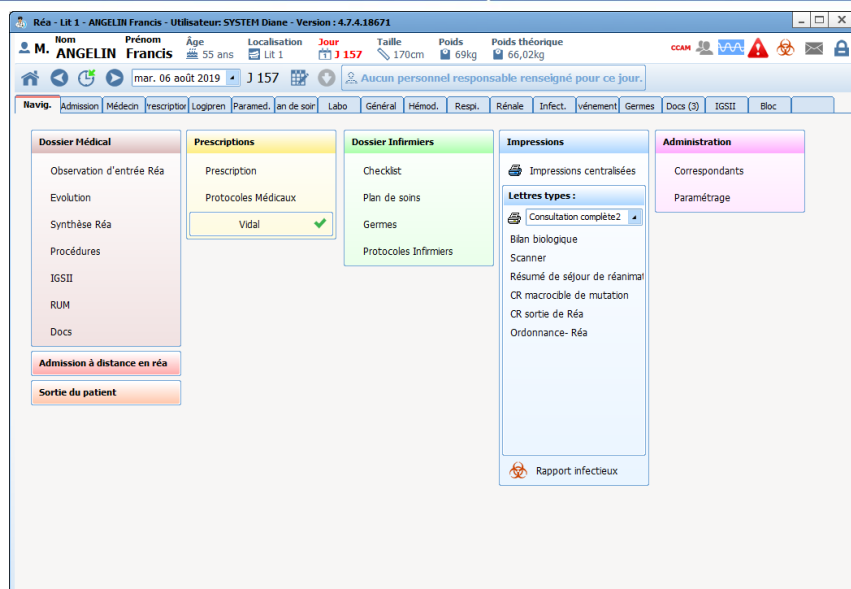 Réa - Lit 1 - ANGELIN Francis - Utilisateur: SYSTEM Diane - Version : 4.7.4.18671
Nom Prénom Âge Localisation Jour Taille Poids Poids théorique
M. ANGELIN Francis 55 ans Lit 1 J 157 170cm 69kg 66,02kg CCAM
mar. 06 août 2019 J 157 Aucun personnel responsable renseigné pour ce jour.
Navig. Admission Médecin Prescription Logipren Paramed. an de soin Labo Général Hémod. Respi. Rénale Infect. vénement Germes Docs (3) IGSII Bloc
Dossier Médical
Observation d'entrée Réa
Evolution
Synthèse Réa
Procédures
IGSII
RUM
Docs
Admission à distance en réa
Sortie du patient
Prescriptions
Prescription
Protocoles Médicaux
Vidal
Dossier Infirmiers
Checklist
Plan de soins
Germes
Protocoles Infirmiers
Impressions
Impressions centralisées
Lettres types :
Consultation complète2
Bilan biologique
Scanner
Résumé de séjour de réanimat
CR macrocible de mutation
CR sortie de Réa
Ordonnance- Réa
Rapport infectieux
Administration
Correspondants
Paramétrage